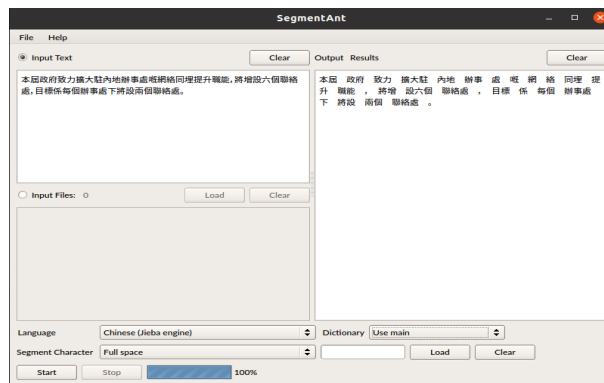 SegmentAnt
File Help
Input Text Clear Output Results Clear
本屆政府致力擴大駐內地辦事處嘅網絡同埋提升職能,將增設六個聯絡
處,目標係每個辦事處下將設兩個聯絡處。
本屆 政府 致力 擴大駐 內地 辦事 處 嘅 網 絡 同埋 提
升 職能 , 將增 設六個 聯絡處 , 目標 係 每個 辦事處
下 將設 兩個 聯絡處 。
Input Files: 0 Load Clear
Language Chinese (Jieba engine) Dictionary Use main
Segment Character Full space Load Clear
Start Stop 100%